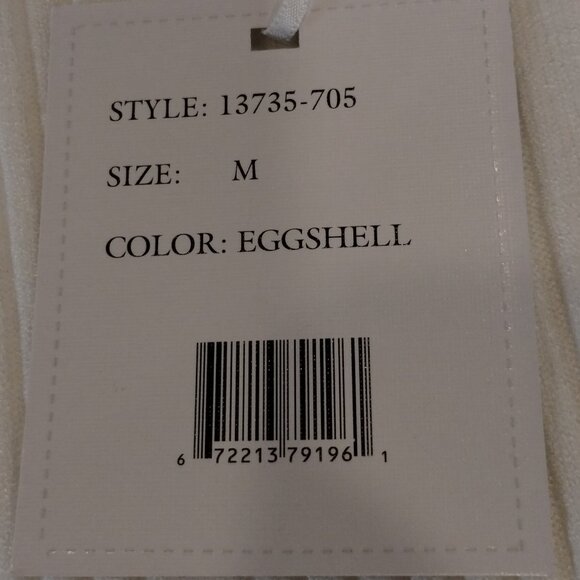 STYLE: 13735-705
SIZE: M
COLOR: EGGSHELL
6 72213 79196 1